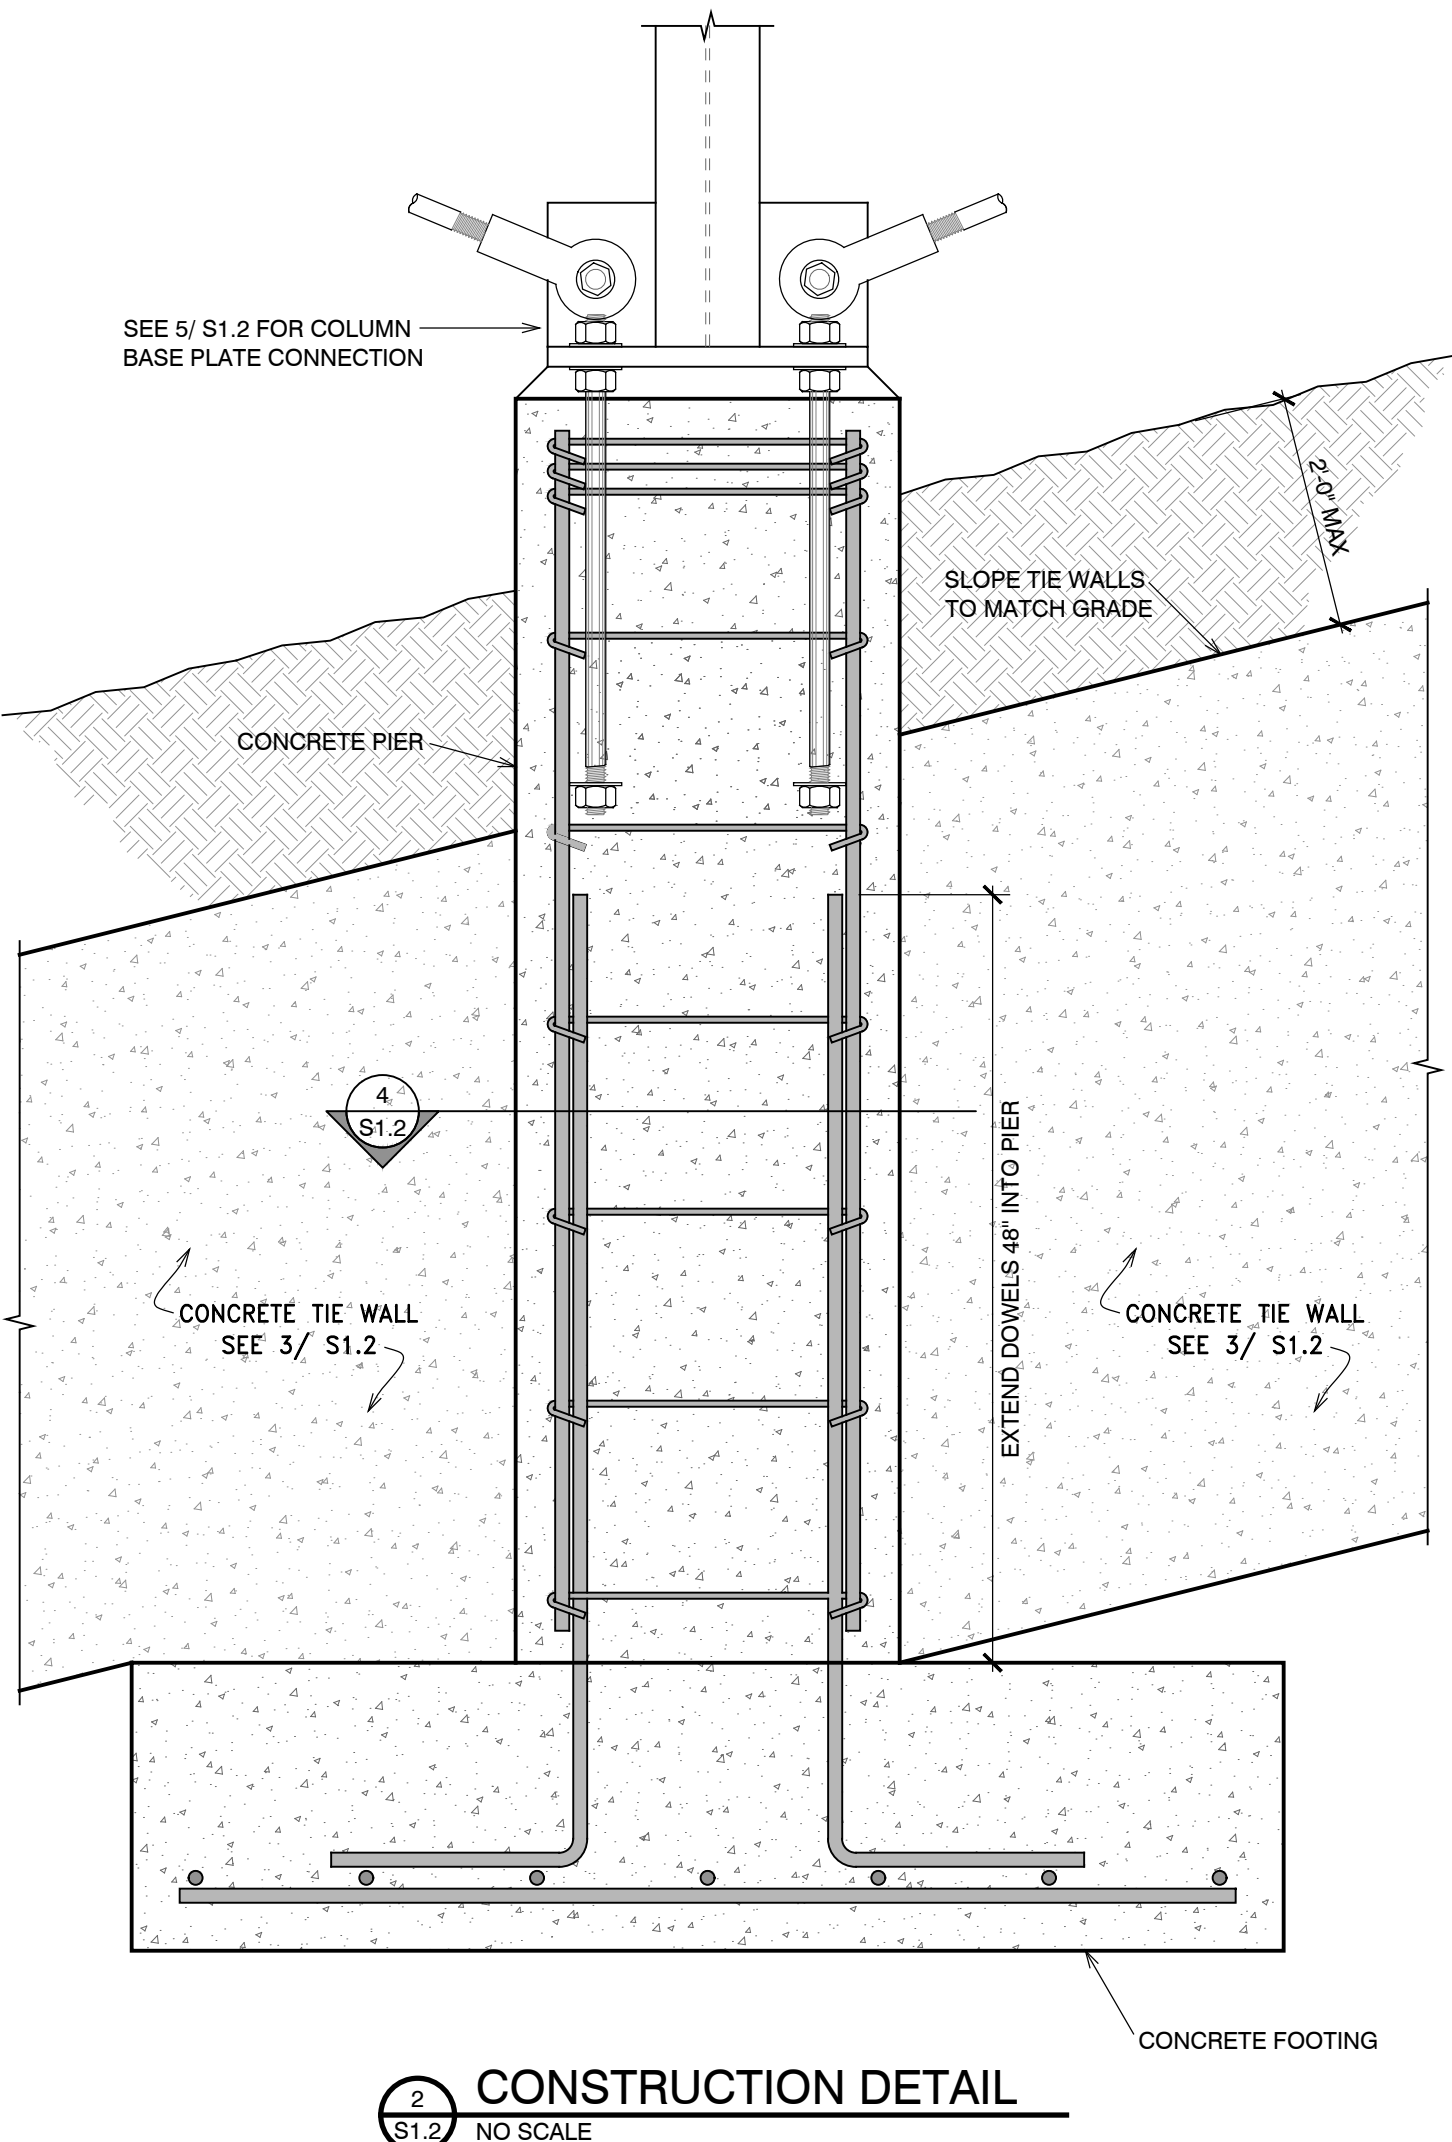 SEE 5/ S1.2 FOR COLUMN
BASE PLATE CONNECTION
2'-0" MAX
SLOPE TIE WALLS
TO MATCH GRADE
CONCRETE PIER
4
S1.2
EXTEND DOWELS 48" INTO PIER
CONCRETE TIE WALL
SEE 3/ S1.2
CONCRETE TIE WALL
SEE 3/ S1.2
CONCRETE FOOTING
2
S1.2
CONSTRUCTION DETAIL
NO SCALE